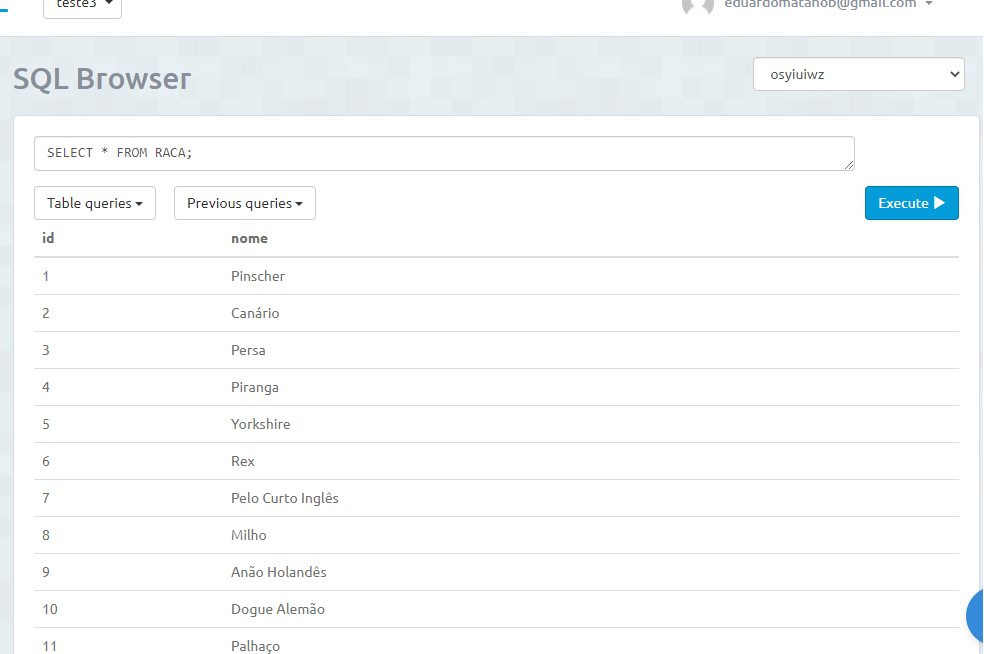 teste3
eduardomatanob@gmail.com
SQL Browser
osyiuiwz
SELECT * FROM RACA;
Table queries
Previous queries
Execute
id nome
1 Pinscher
2 Canário
3 Persa
4 Piranga
5 Yorkshire
6 Rex
7 Pelo Curto Inglês
8 Milho
9 Anão Holandês
10 Dogue Alemão
11 Palhaço